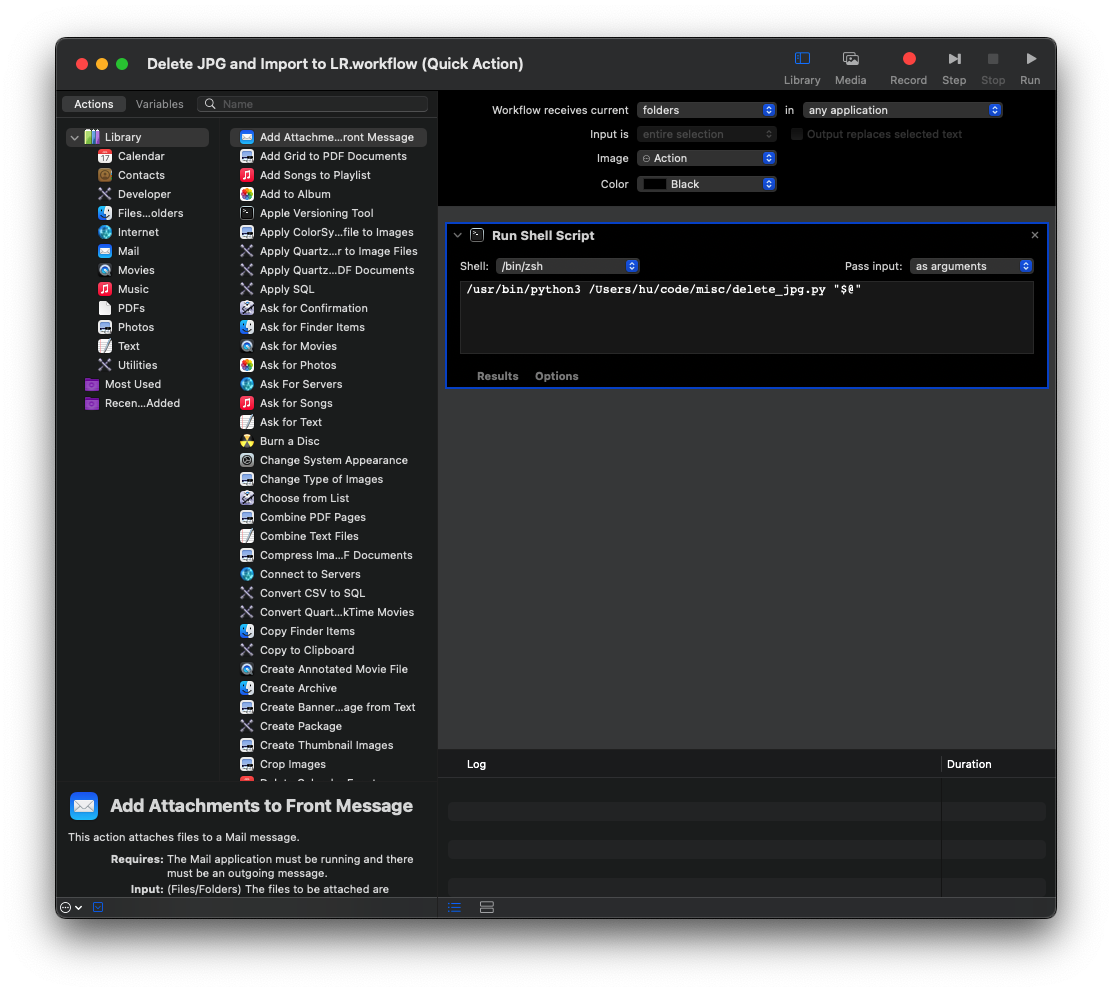 Delete JPG and Import to LR.workflow (Quick Action)
Library
Media
Record
Step
Stop
Run
Actions
Variables
Name
Library
17
Calendar
Contacts
Developer
Files...olders
Internet
Mail
Movies
Music
PDFs
Photos
Text
Utilities
Most Used
Recen...Added
Add Attachme...ront Message
Add Grid to PDF Documents
Add Songs to Playlist
Add to Album
Apple Versioning Tool
Apply ColorSy...file to Images
Apply Quartz...r to Image Files
Apply Quartz...DF Documents
Apply SQL
Ask for Confirmation
Ask for Finder Items
Ask for Movies
Ask for Photos
Ask For Servers
Ask for Songs
Ask for Text
Burn a Disc
Change System Appearance
Change Type of Images
Choose from List
Combine PDF Pages
Combine Text Files
Compress Ima...F Documents
Connect to Servers
Convert CSV to SQL
Convert Quart...kTime Movies
Copy Finder Items
Copy to Clipboard
Create Annotated Movie File
Create Archive
Create Banner...age from Text
Create Package
Create Thumbnail Images
Crop Images
Add Attachments to Front Message
This action attaches files to a Mail message.
Requires: The Mail application must be running and there
must be an outgoing message.
Input: (Files/Folders) The files to be attached are
Workflow receives current folders in any application
Input is entire selection Output replaces selected text
Image Action
Color Black
Run Shell Script
Shell: /bin/zsh Pass input: as arguments
/usr/bin/python3 /Users/hu/code/misc/delete_jpg.py "$@"
Results Options
Log Duration